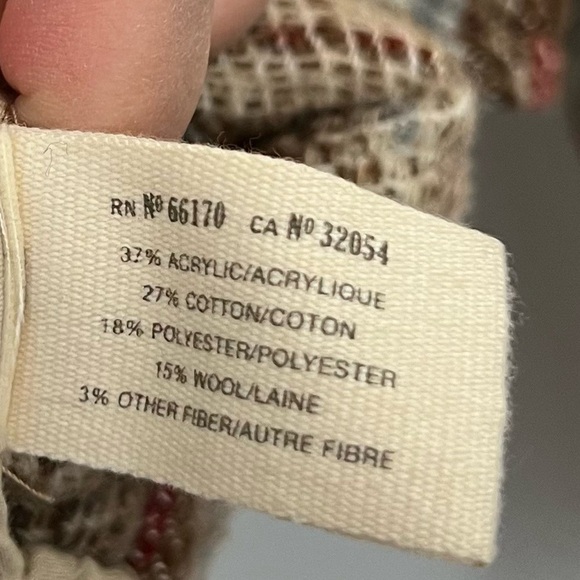 RN Nº 66170 CA Nº 32054
37% ACRYLIC/ACRYLIQUE
27% COTTON/COTON
18% POLYESTER/POLYESTER
15% WOOL/LAINE
3% OTHER FIBER/AUTRE FIBRE